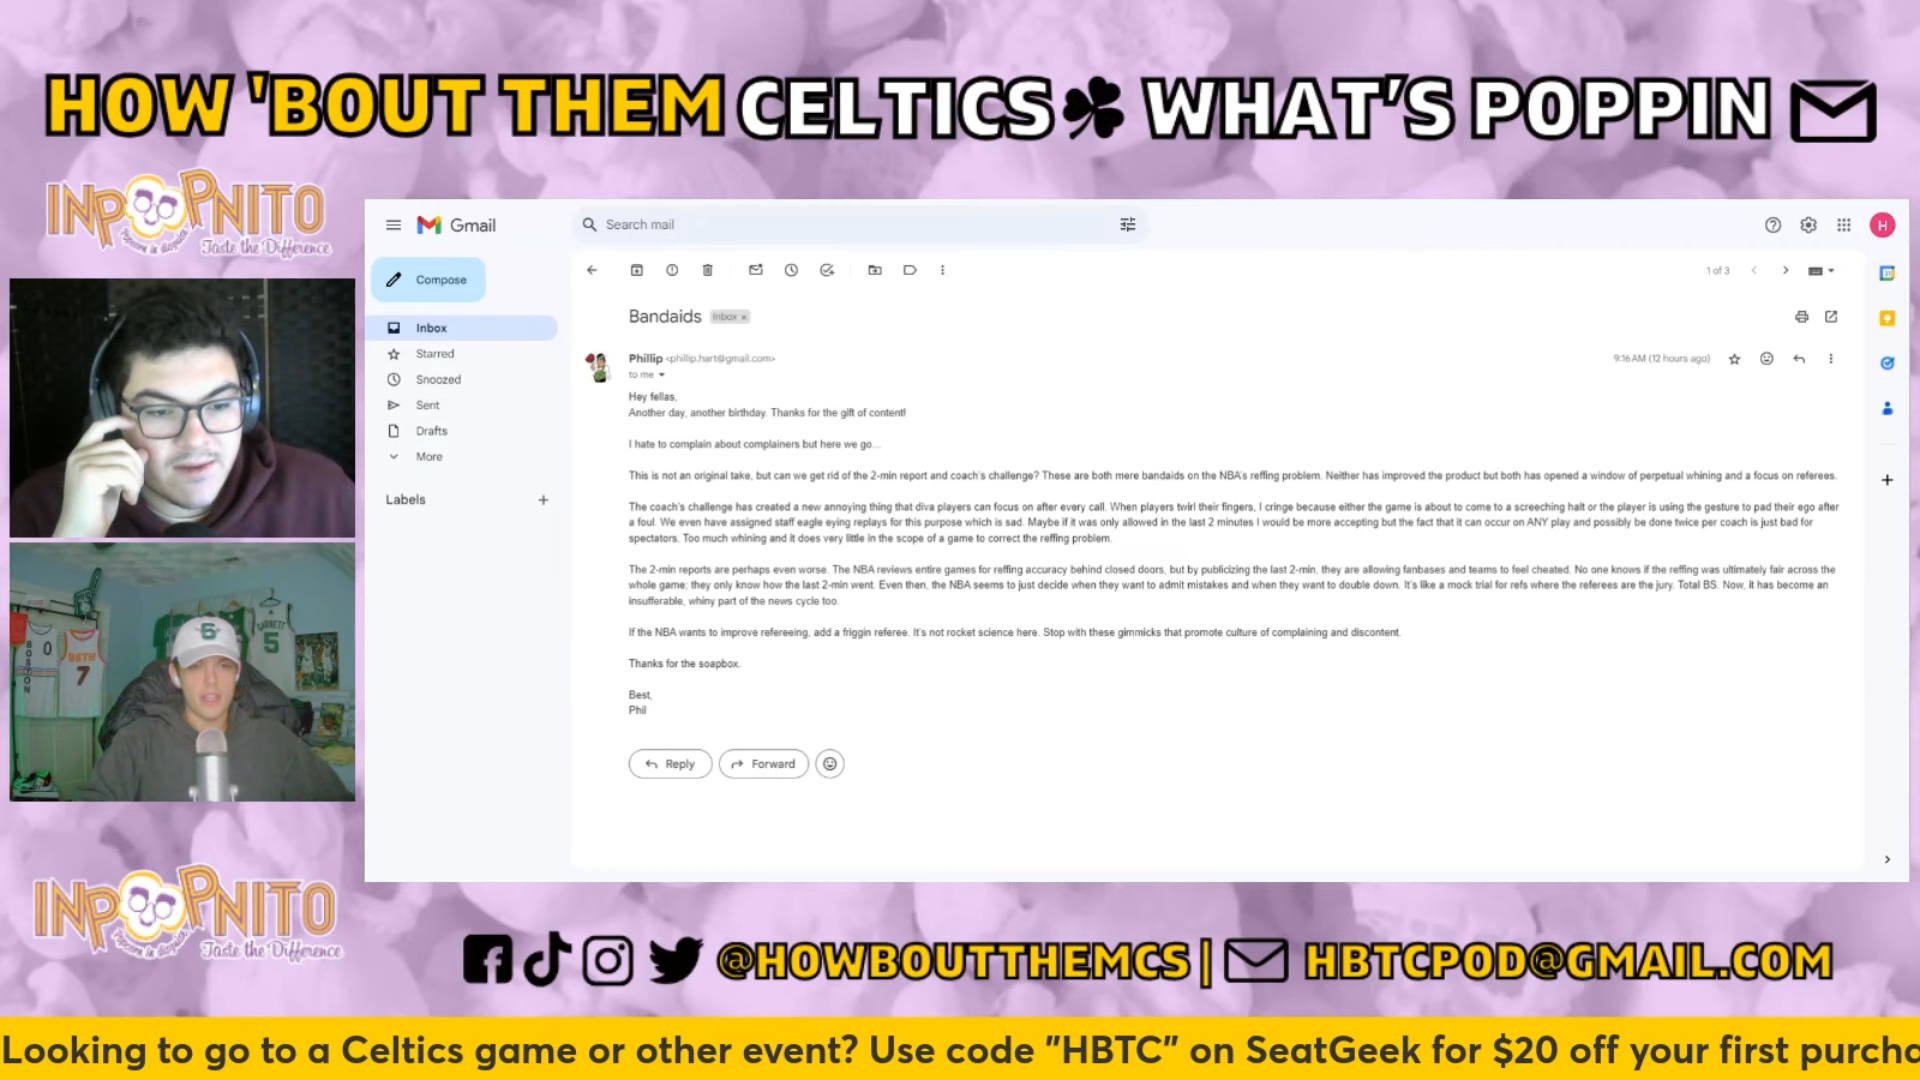 HOW 'BOUT THEM CELTICS WHAT'S POPPIN
INPOPNITO
Popcorn in disguise
Taste the Difference
Gmail
Search mail
H
Compose
1 of 3
Bandaids
Inbox x
Inbox
Starred
Snoozed
Sent
Drafts
More
Labels
Phillip <phillip.hart@gmail.com>
9:16 AM (12 hours ago)
to me
Hey fellas,
Another day, another birthday. Thanks for the gift of content!
I hate to complain about complainers but here we go...
This is not an original take, but can we get rid of the 2-min report and coach's challenge? These are both mere bandaids on the NBA's reffing problem. Neither has improved the product but both has opened a window of perpetual whining and a focus on referees.
The coach's challenge has created a new annoying thing that diva players can focus on after every call. When players twirl their fingers, I cringe because either the game is about to come to a screeching halt or the player is using the gesture to pad their ego after
a foul. We even have assigned staff eagle eying replays for this purpose which is sad. Maybe if it was only allowed in the last 2 minutes I would be more accepting but the fact that it can occur on ANY play and possibly be done twice per coach is just bad for
spectators. Too much whining and it does very little in the scope of a game to correct the reffing problem.
The 2-min reports are perhaps even worse. The NBA reviews entire games for reffing accuracy behind closed doors, but by publicizing the last 2-min, they are allowing fanbases and teams to feel cheated. No one knows if the reffing was ultimately fair across the
whole game; they only know how the last 2-min went. Even then, the NBA seems to just decide when they want to admit mistakes and when they want to double down. It's like a mock trial for refs where the referees are the jury. Total BS. Now, it has become an
insufferable, whiny part of the news cycle too.
If the NBA wants to improve refereeing, add a friggin referee. It's not rocket science here. Stop with these gimmicks that promote culture of complaining and discontent.
Thanks for the soapbox.
Best,
Phil
Reply
Forward
BOSTON
0
BSTN
7
6
GARNETT
5
INPOPNITO
Taste the Difference
@HOWBOUTTHEMCS | HBTCPOD@GMAIL.COM
Looking to go to a Celtics game or other event? Use code "HBTC" on SeatGeek for $20 off your first purcha